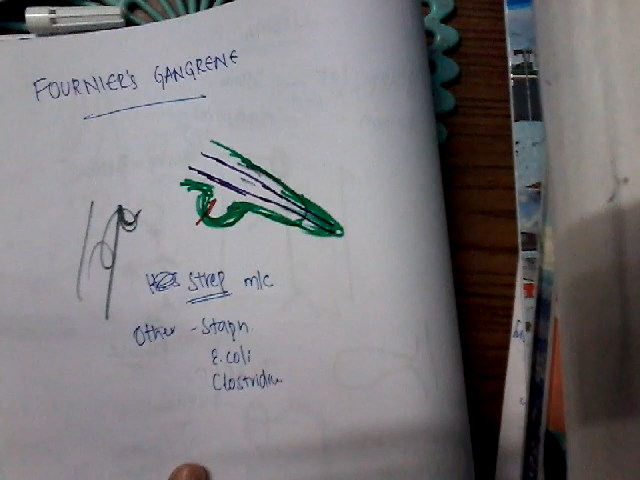 FOURNIER'S GANGRENE
Strep m/c
Other - Staph
E.coli
Clostridium